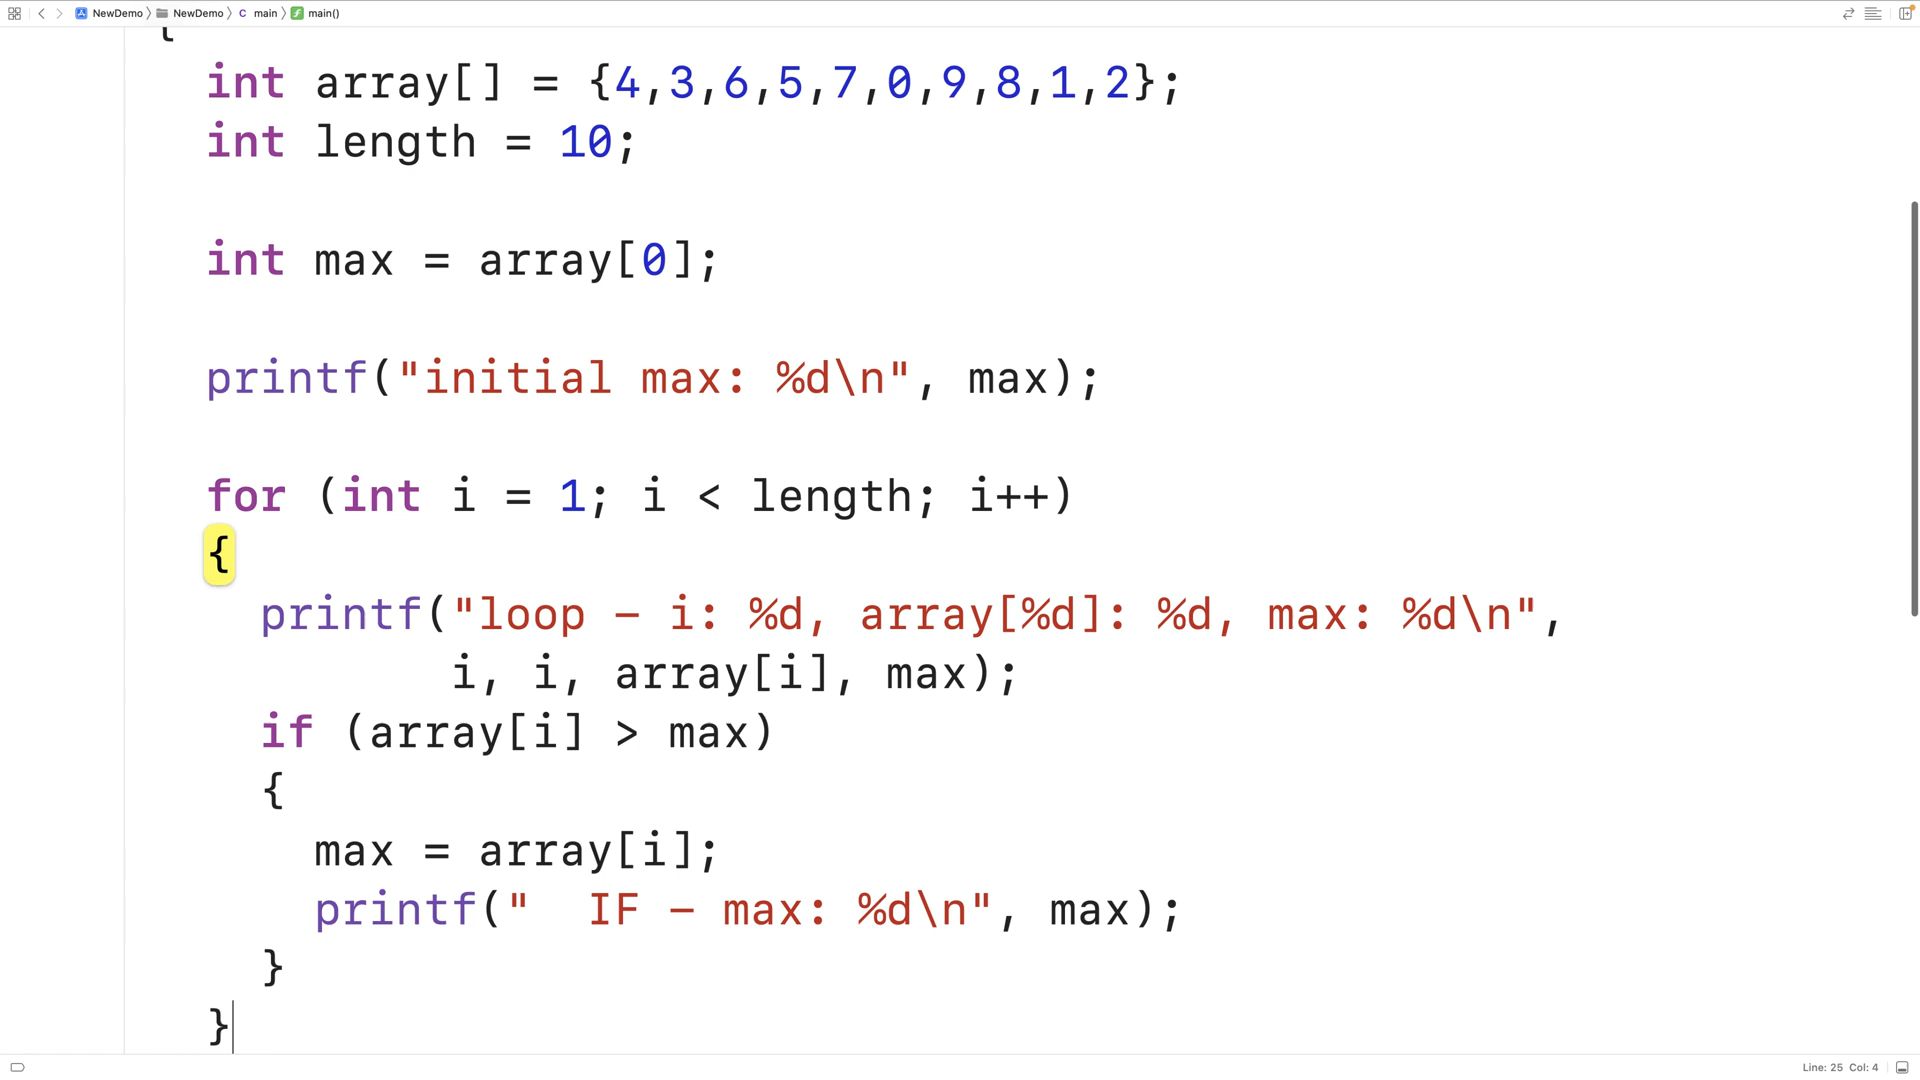 NewDemo 〉 NewDemo 〉 C main 〉 f main()
{
int array[] = {4,3,6,5,7,0,9,8,1,2};
int length = 10;
int max = array[0];
printf("initial max: %d\n", max);
for (int i = 1; i < length; i++)
{
printf("loop – i: %d, array[%d]: %d, max: %d\n",
i, i, array[i], max);
if (array[i] > max)
{
max = array[i];
printf("  IF – max: %d\n", max);
}
}
Line: 25 Col: 4